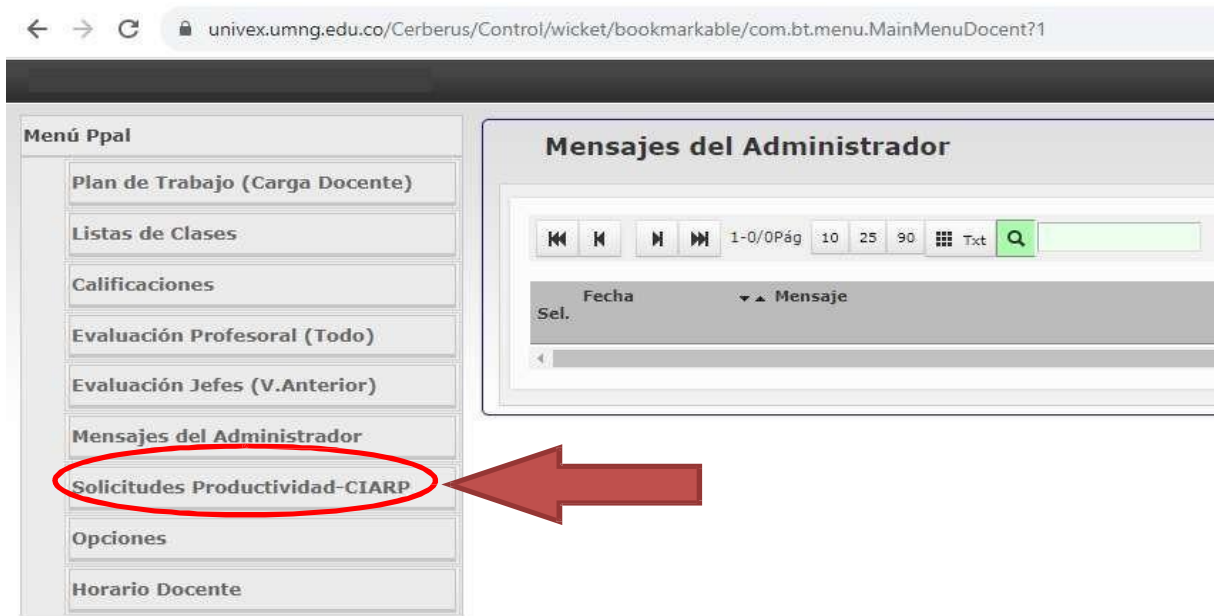 univex.umng.edu.co/Cerberus/Control/wicket/bookmarkable/com.bt.menu.MainMenuDocent?1
Menú Ppal
Plan de Trabajo (Carga Docente)
Listas de Clases
Calificaciones
Evaluación Profesoral (Todo)
Evaluación Jefes (V.Anterior)
Mensajes del Administrador
Solicitudes Productividad-CIARP
Opciones
Horario Docente
Mensajes del Administrador
1-0/0Pág 10 25 90 Txt
Sel. Fecha Mensaje